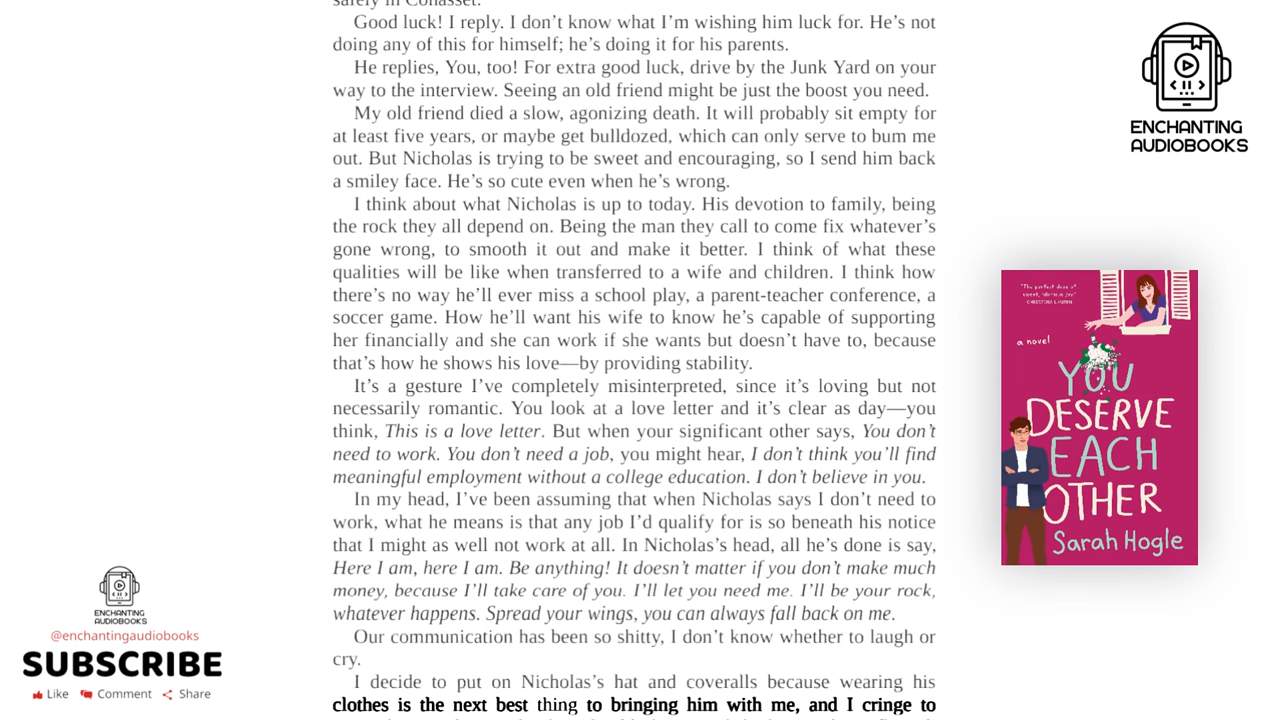 safely in Cohasset.
Good luck! I reply. I don't know what I'm wishing him luck for. He's not
doing any of this for himself; he's doing it for his parents.
He replies, You, too! For extra good luck, drive by the Junk Yard on your
way to the interview. Seeing an old friend might be just the boost you need.
My old friend died a slow, agonizing death. It will probably sit empty for
at least five years, or maybe get bulldozed, which can only serve to bum me
out. But Nicholas is trying to be sweet and encouraging, so I send him back
a smiley face. He's so cute even when he's wrong.
I think about what Nicholas is up to today. His devotion to family, being
the rock they all depend on. Being the man they call to come fix whatever's
gone wrong, to smooth it out and make it better. I think of what these
qualities will be like when transferred to a wife and children. I think how
there's no way he'll ever miss a school play, a parent-teacher conference, a
soccer game. How he'll want his wife to know he's capable of supporting
her financially and she can work if she wants but doesn't have to, because
that's how he shows his love—by providing stability.
It's a gesture I've completely misinterpreted, since it's loving but not
necessarily romantic. You look at a love letter and it's clear as day—you
think, This is a love letter. But when your significant other says, You don't
need to work. You don't need a job, you might hear, I don't think you'll find
meaningful employment without a college education. I don't believe in you.
In my head, I've been assuming that when Nicholas says I don't need to
work, what he means is that any job I'd qualify for is so beneath his notice
that I might as well not work at all. In Nicholas's head, all he's done is say,
Here I am, here I am. Be anything! It doesn't matter if you don't make much
money, because I'll take care of you. I'll let you need me. I'll be your rock,
whatever happens. Spread your wings, you can always fall back on me.
Our communication has been so shitty, I don't know whether to laugh or
cry.
I decide to put on Nicholas's hat and coveralls because wearing his
clothes is the next best thing to bringing him with me, and I cringe to
ENCHANTING
AUDIOBOOKS
"The perfect dose of
a novel
YOU
DESERVE
EACH
OTHER
Sarah Hogle
ENCHANTING
AUDIOBOOKS
@enchantingaudiobooks
SUBSCRIBE
Like Comment Share